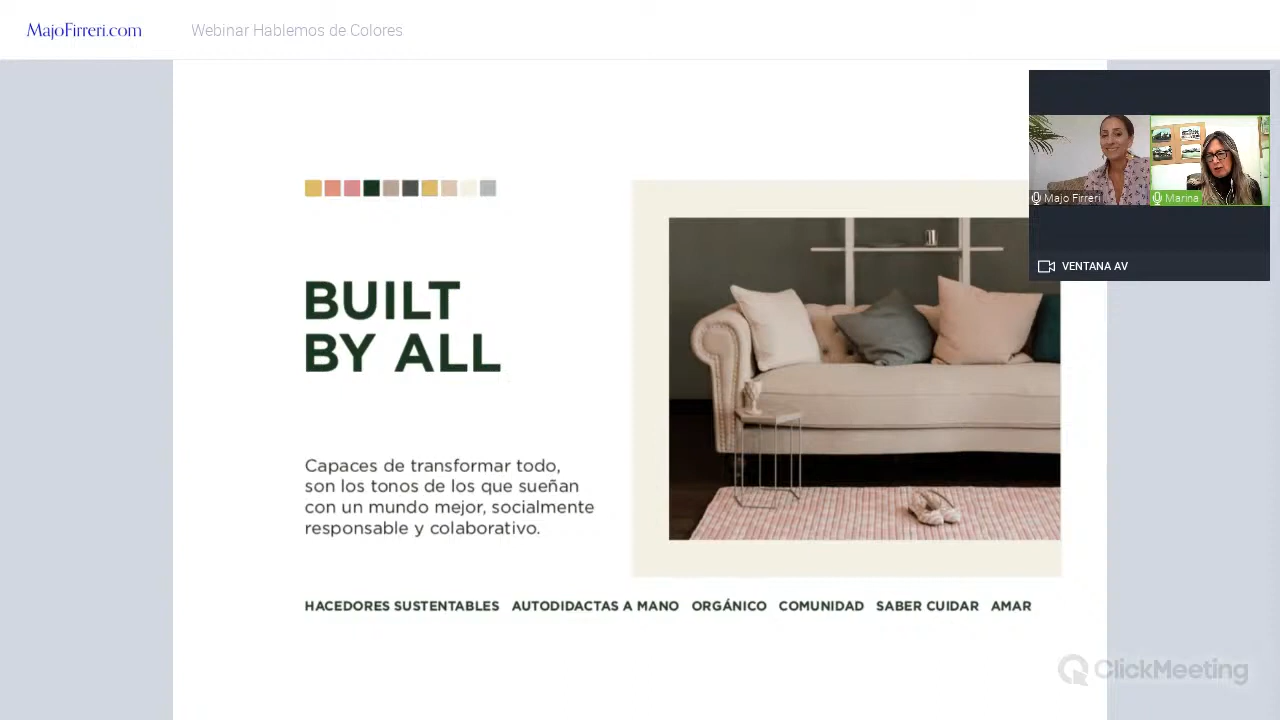 MajoFirreri.com
Webinar Hablemos de Colores
Majo Firreri
Marina
VENTANA AV
BUILT
BY ALL
Capaces de transformar todo,
son los tonos de los que sueñan
con un mundo mejor, socialmente
responsable y colaborativo.
HACEDORES SUSTENTABLES AUTODIDACTAS A MANO ORGÁNICO COMUNIDAD SABER CUIDAR AMAR
ClickMeeting